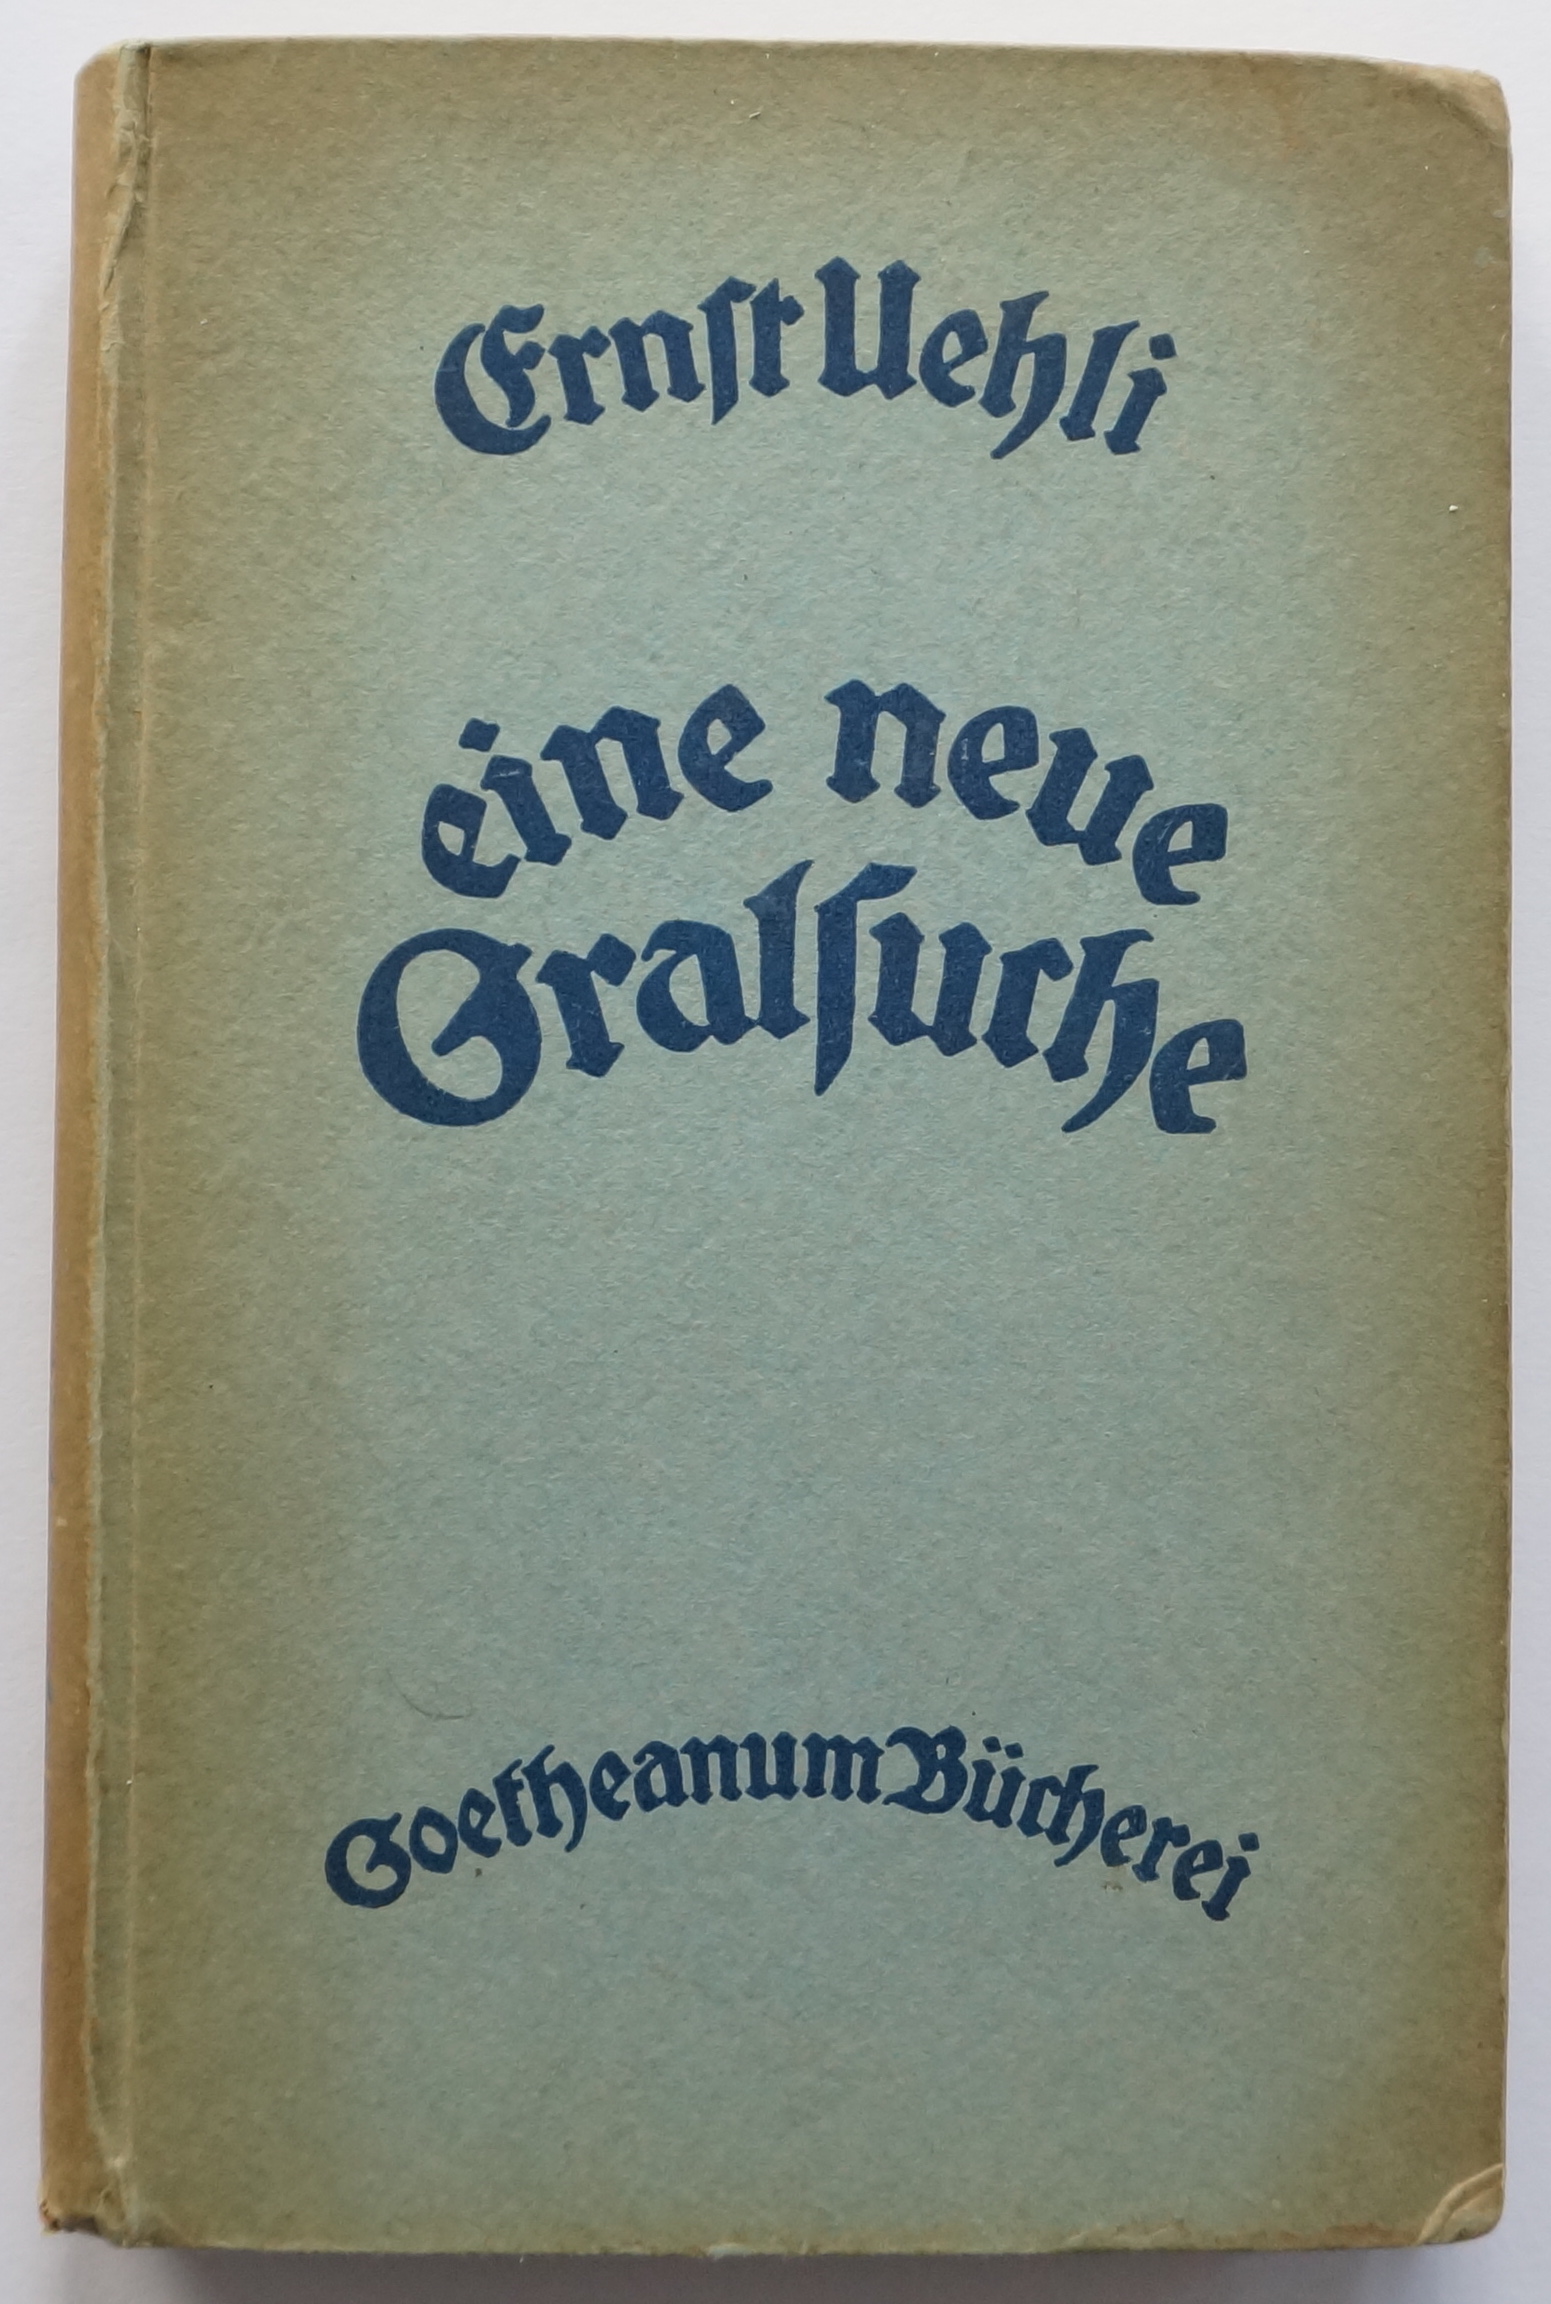 Ernst Uehli
eine neue
Gralsuche
Goetheanum Bücherei